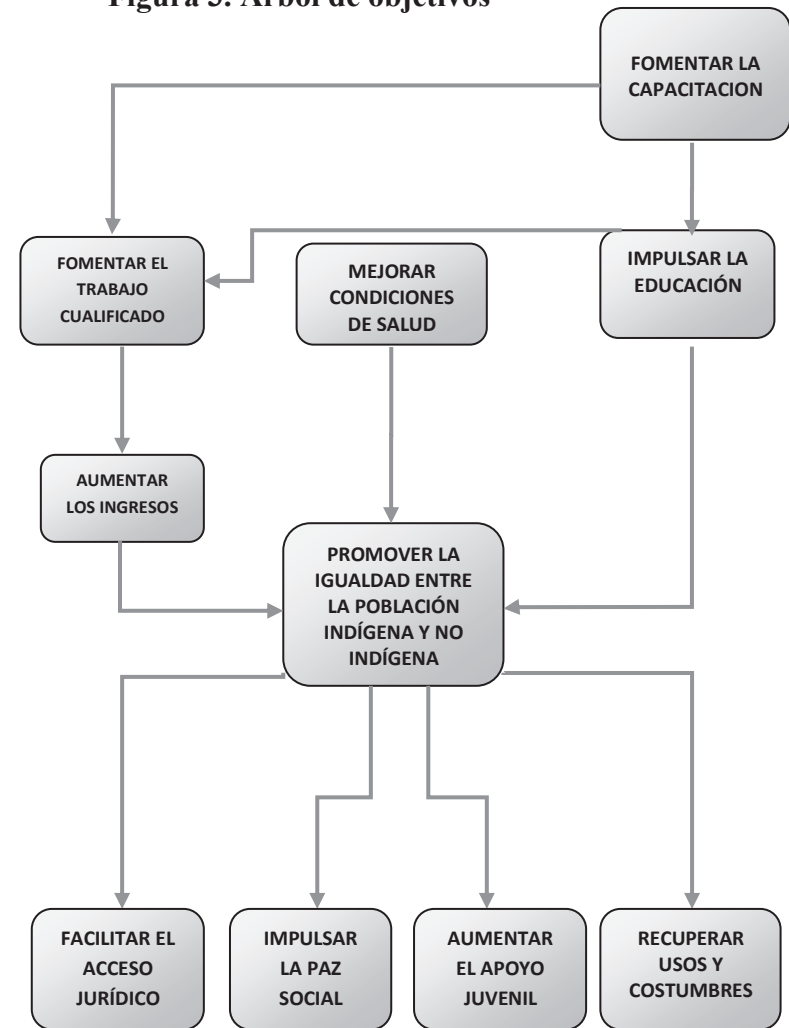 Figura 3. Árbol de objetivos
FOMENTAR LA
CAPACITACION
FOMENTAR EL
TRABAJO
CUALIFICADO
MEJORAR
CONDICIONES
DE SALUD
IMPULSAR LA
EDUCACIÓN
AUMENTAR
LOS INGRESOS
PROMOVER LA
IGUALDAD ENTRE
LA POBLACIÓN
INDÍGENA Y NO
INDÍGENA
FACILITAR EL
ACCESO
JURÍDICO
IMPULSAR
LA PAZ
SOCIAL
AUMENTAR
EL APOYO
JUVENIL
RECUPERAR
USOS Y
COSTUMBRES